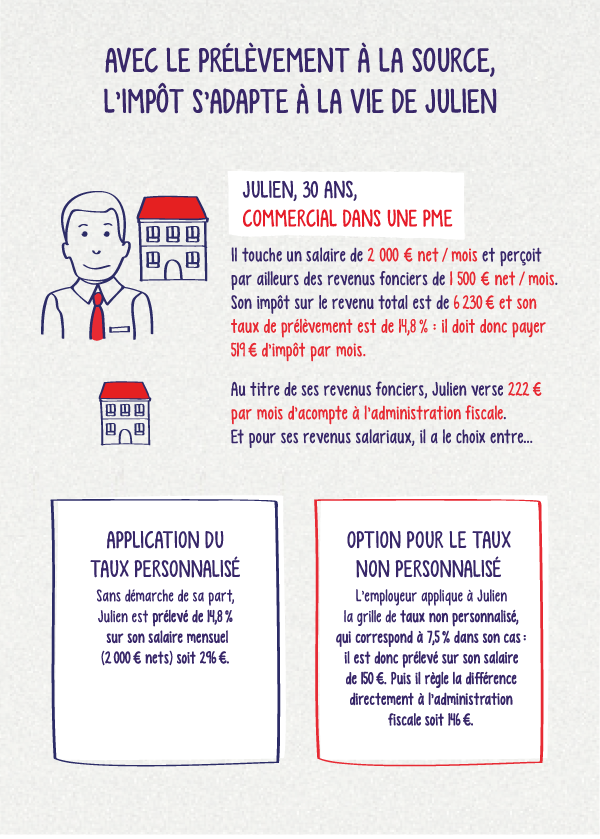 AVEC LE PRÉLÈVEMENT À LA SOURCE,
L'IMPÔT S'ADAPTE À LA VIE DE JULIEN
JULIEN, 30 ANS,
COMMERCIAL DANS UNE PME
Il touche un salaire de 2 000 € net / mois et perçoit
par ailleurs des revenus fonciers de 1 500 € net / mois.
Son impôt sur le revenu total est de 6 230 € et son
taux de prélèvement est de 14,8 % : il doit donc payer
519 € d'impôt par mois.
Au titre de ses revenus fonciers, Julien verse 222 €
par mois d'acompte à l'administration fiscale.
Et pour ses revenus salariaux, il a le choix entre...
APPLICATION DU
TAUX PERSONNALISÉ
Sans démarche de sa part,
Julien est prélevé de 14,8 %
sur son salaire mensuel
(2 000 € nets) soit 296 €.
OPTION POUR LE TAUX
NON PERSONNALISÉ
L'employeur applique à Julien
la grille de taux non personnalisé,
qui correspond à 7,5 % dans son cas :
il est donc prélevé sur son salaire
de 150 €. Puis il règle la différence
directement à l'administration
fiscale soit 146 €.